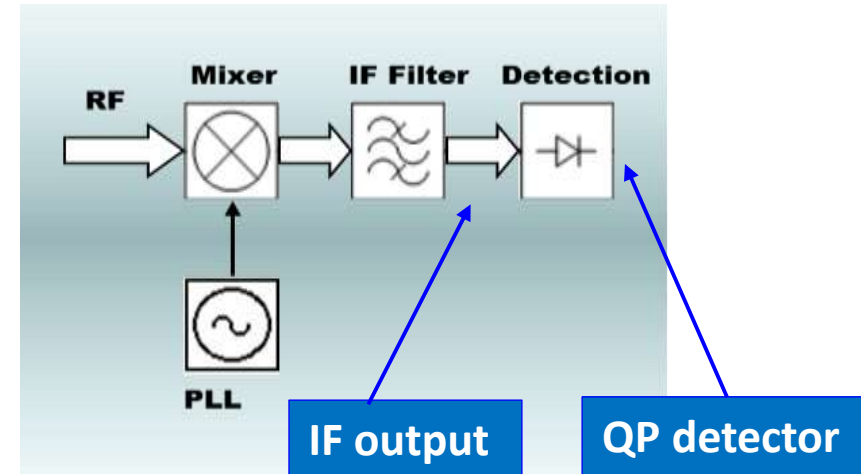 Mixer IF Filter Detection
RF
PLL
IF output QP detector